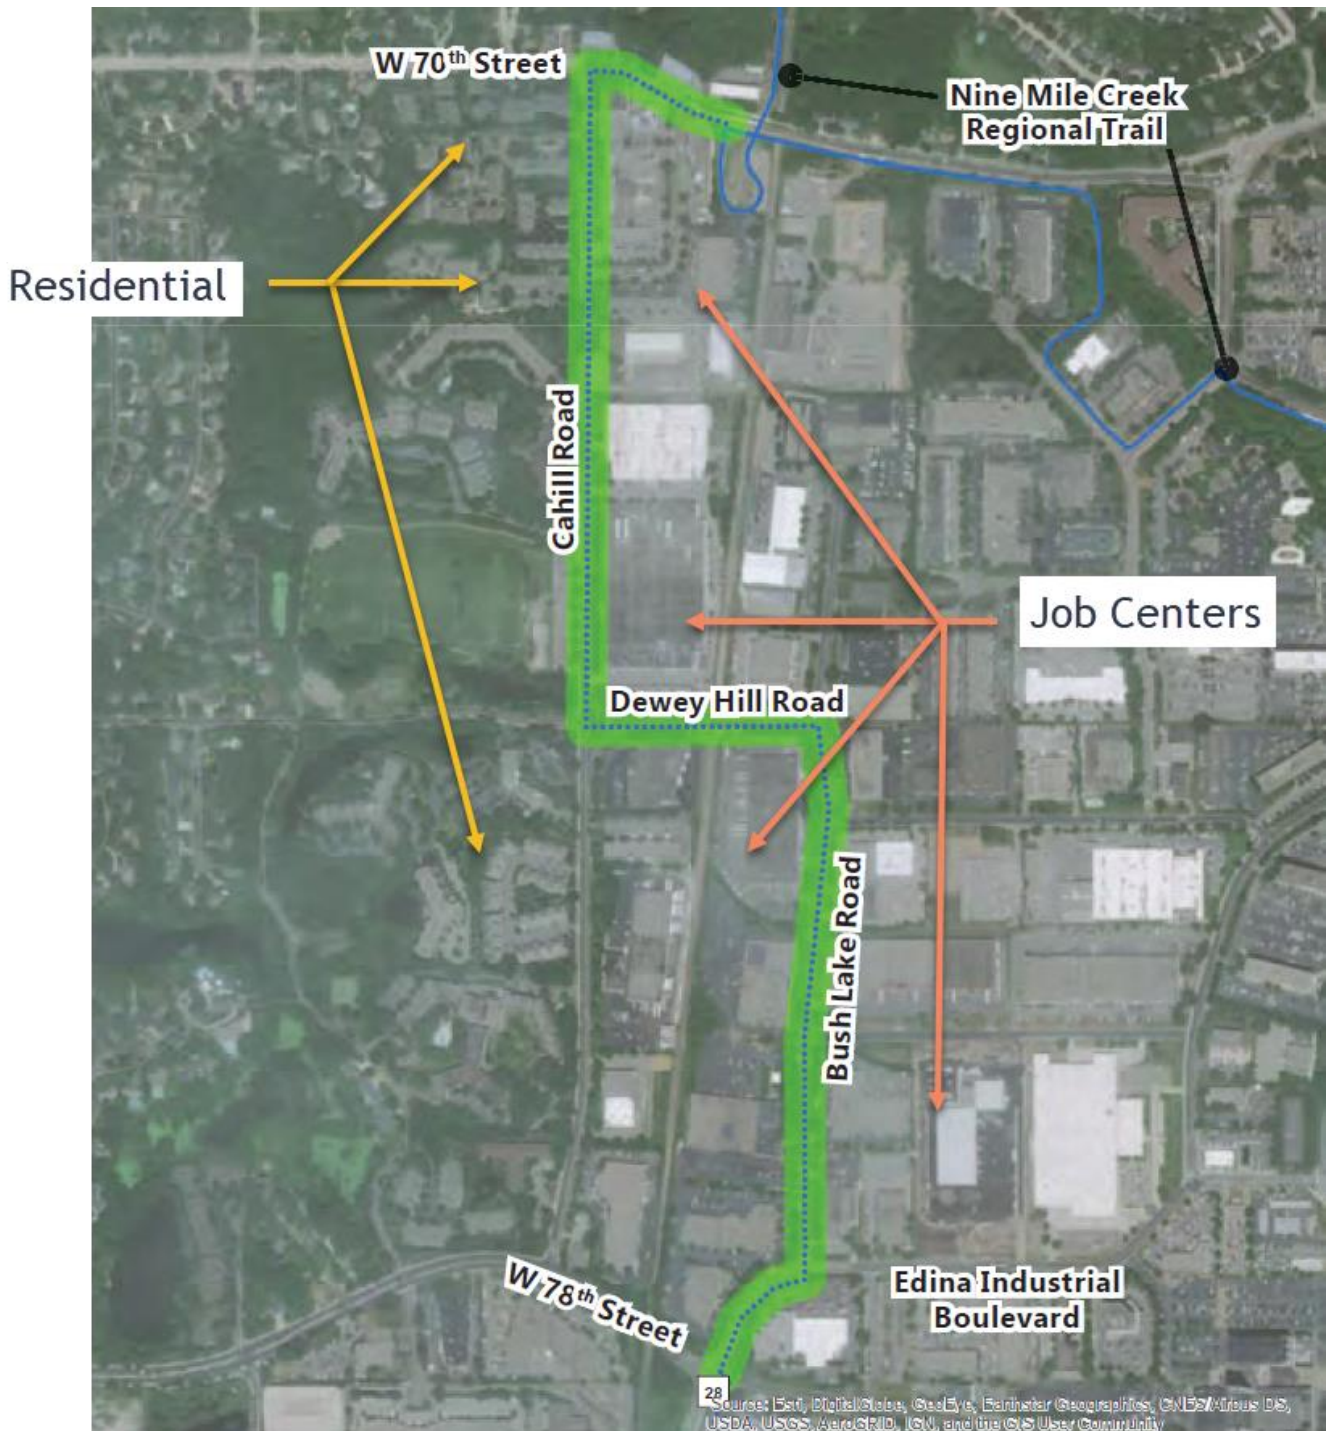 W 70th Street
Nine Mile Creek
Regional Trail
Residential
Cahill Road
Job Centers
Dewey Hill Road
Bush Lake Road
W 78th Street
Edina Industrial
Boulevard
28
Source: Esri, DigitalGlobe, GeoEye, Earthstar Geographics, CNES/Airbus DS,
USDA, USGS, AeroGRID, IGN, and the GIS User Community